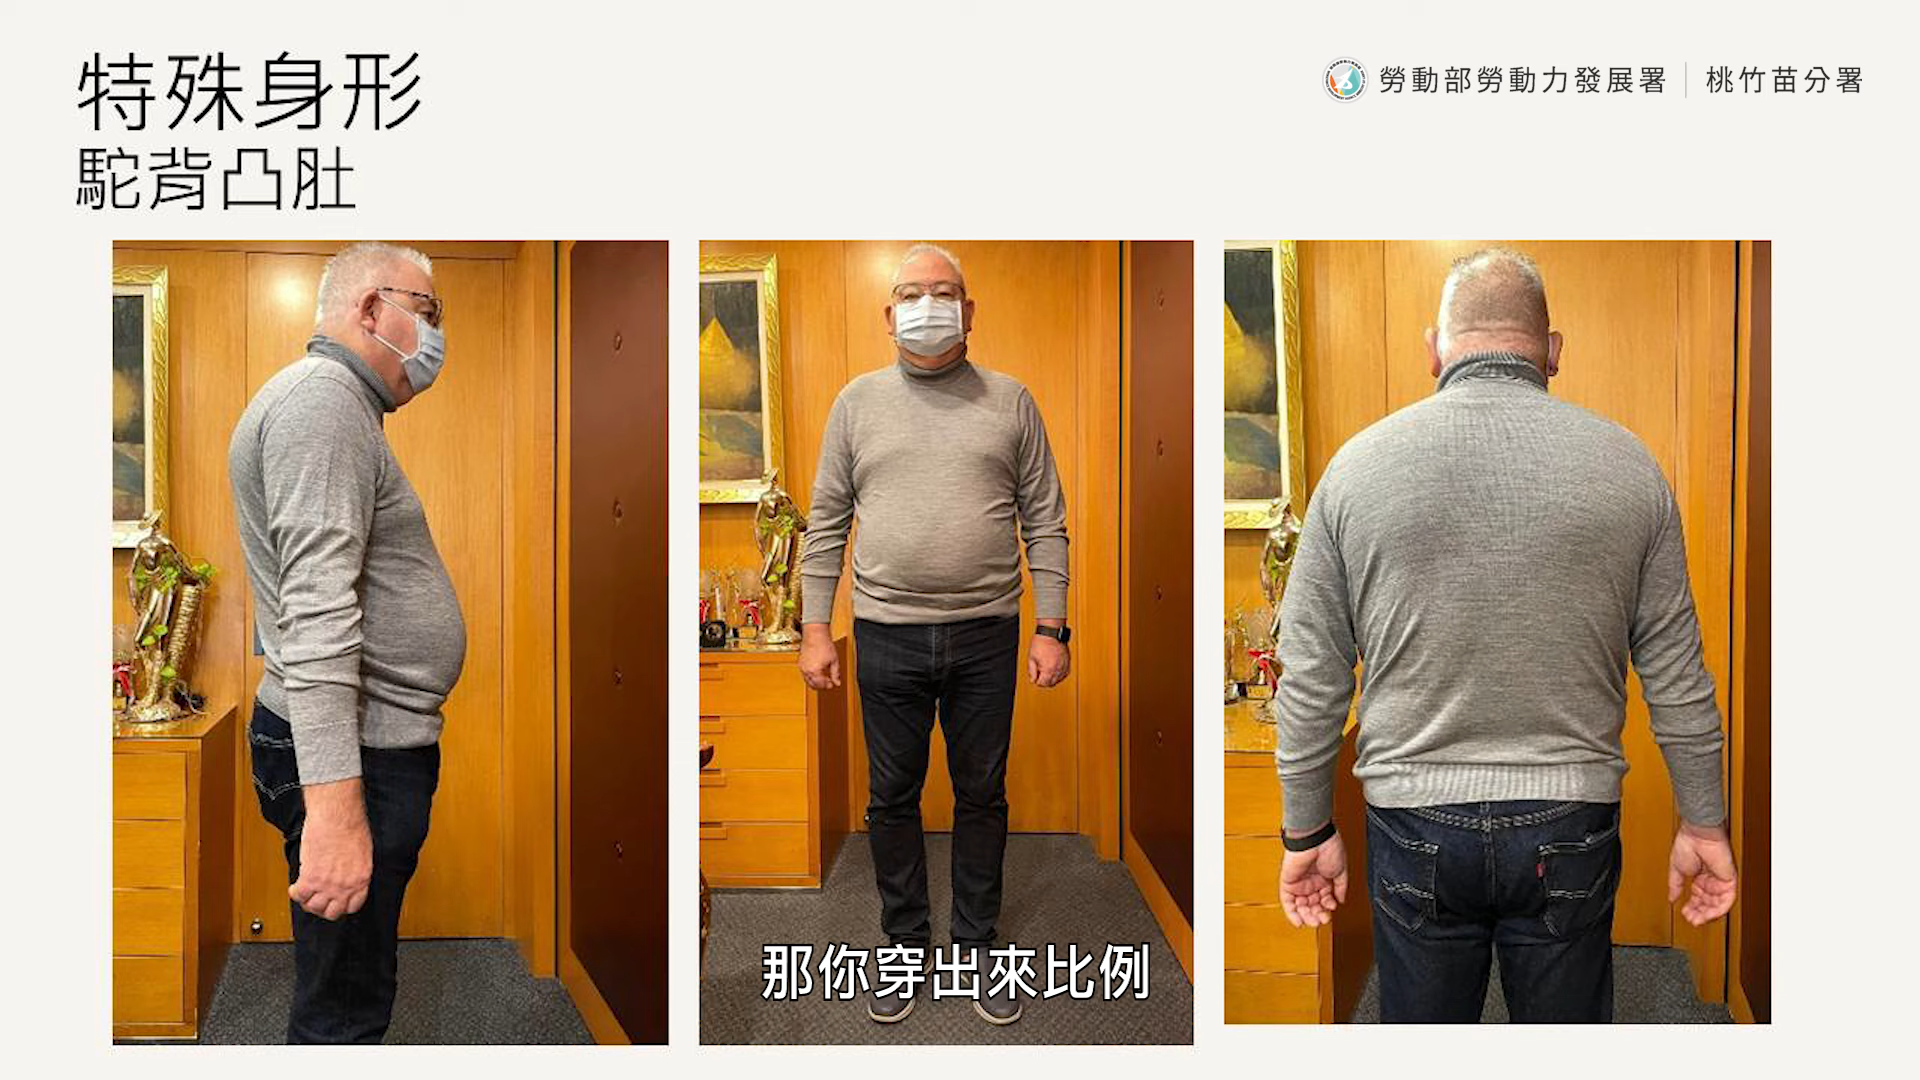 特殊身形
駝背凸肚
勞動部勞動力發展署 桃竹苗分署
那你穿出來比例